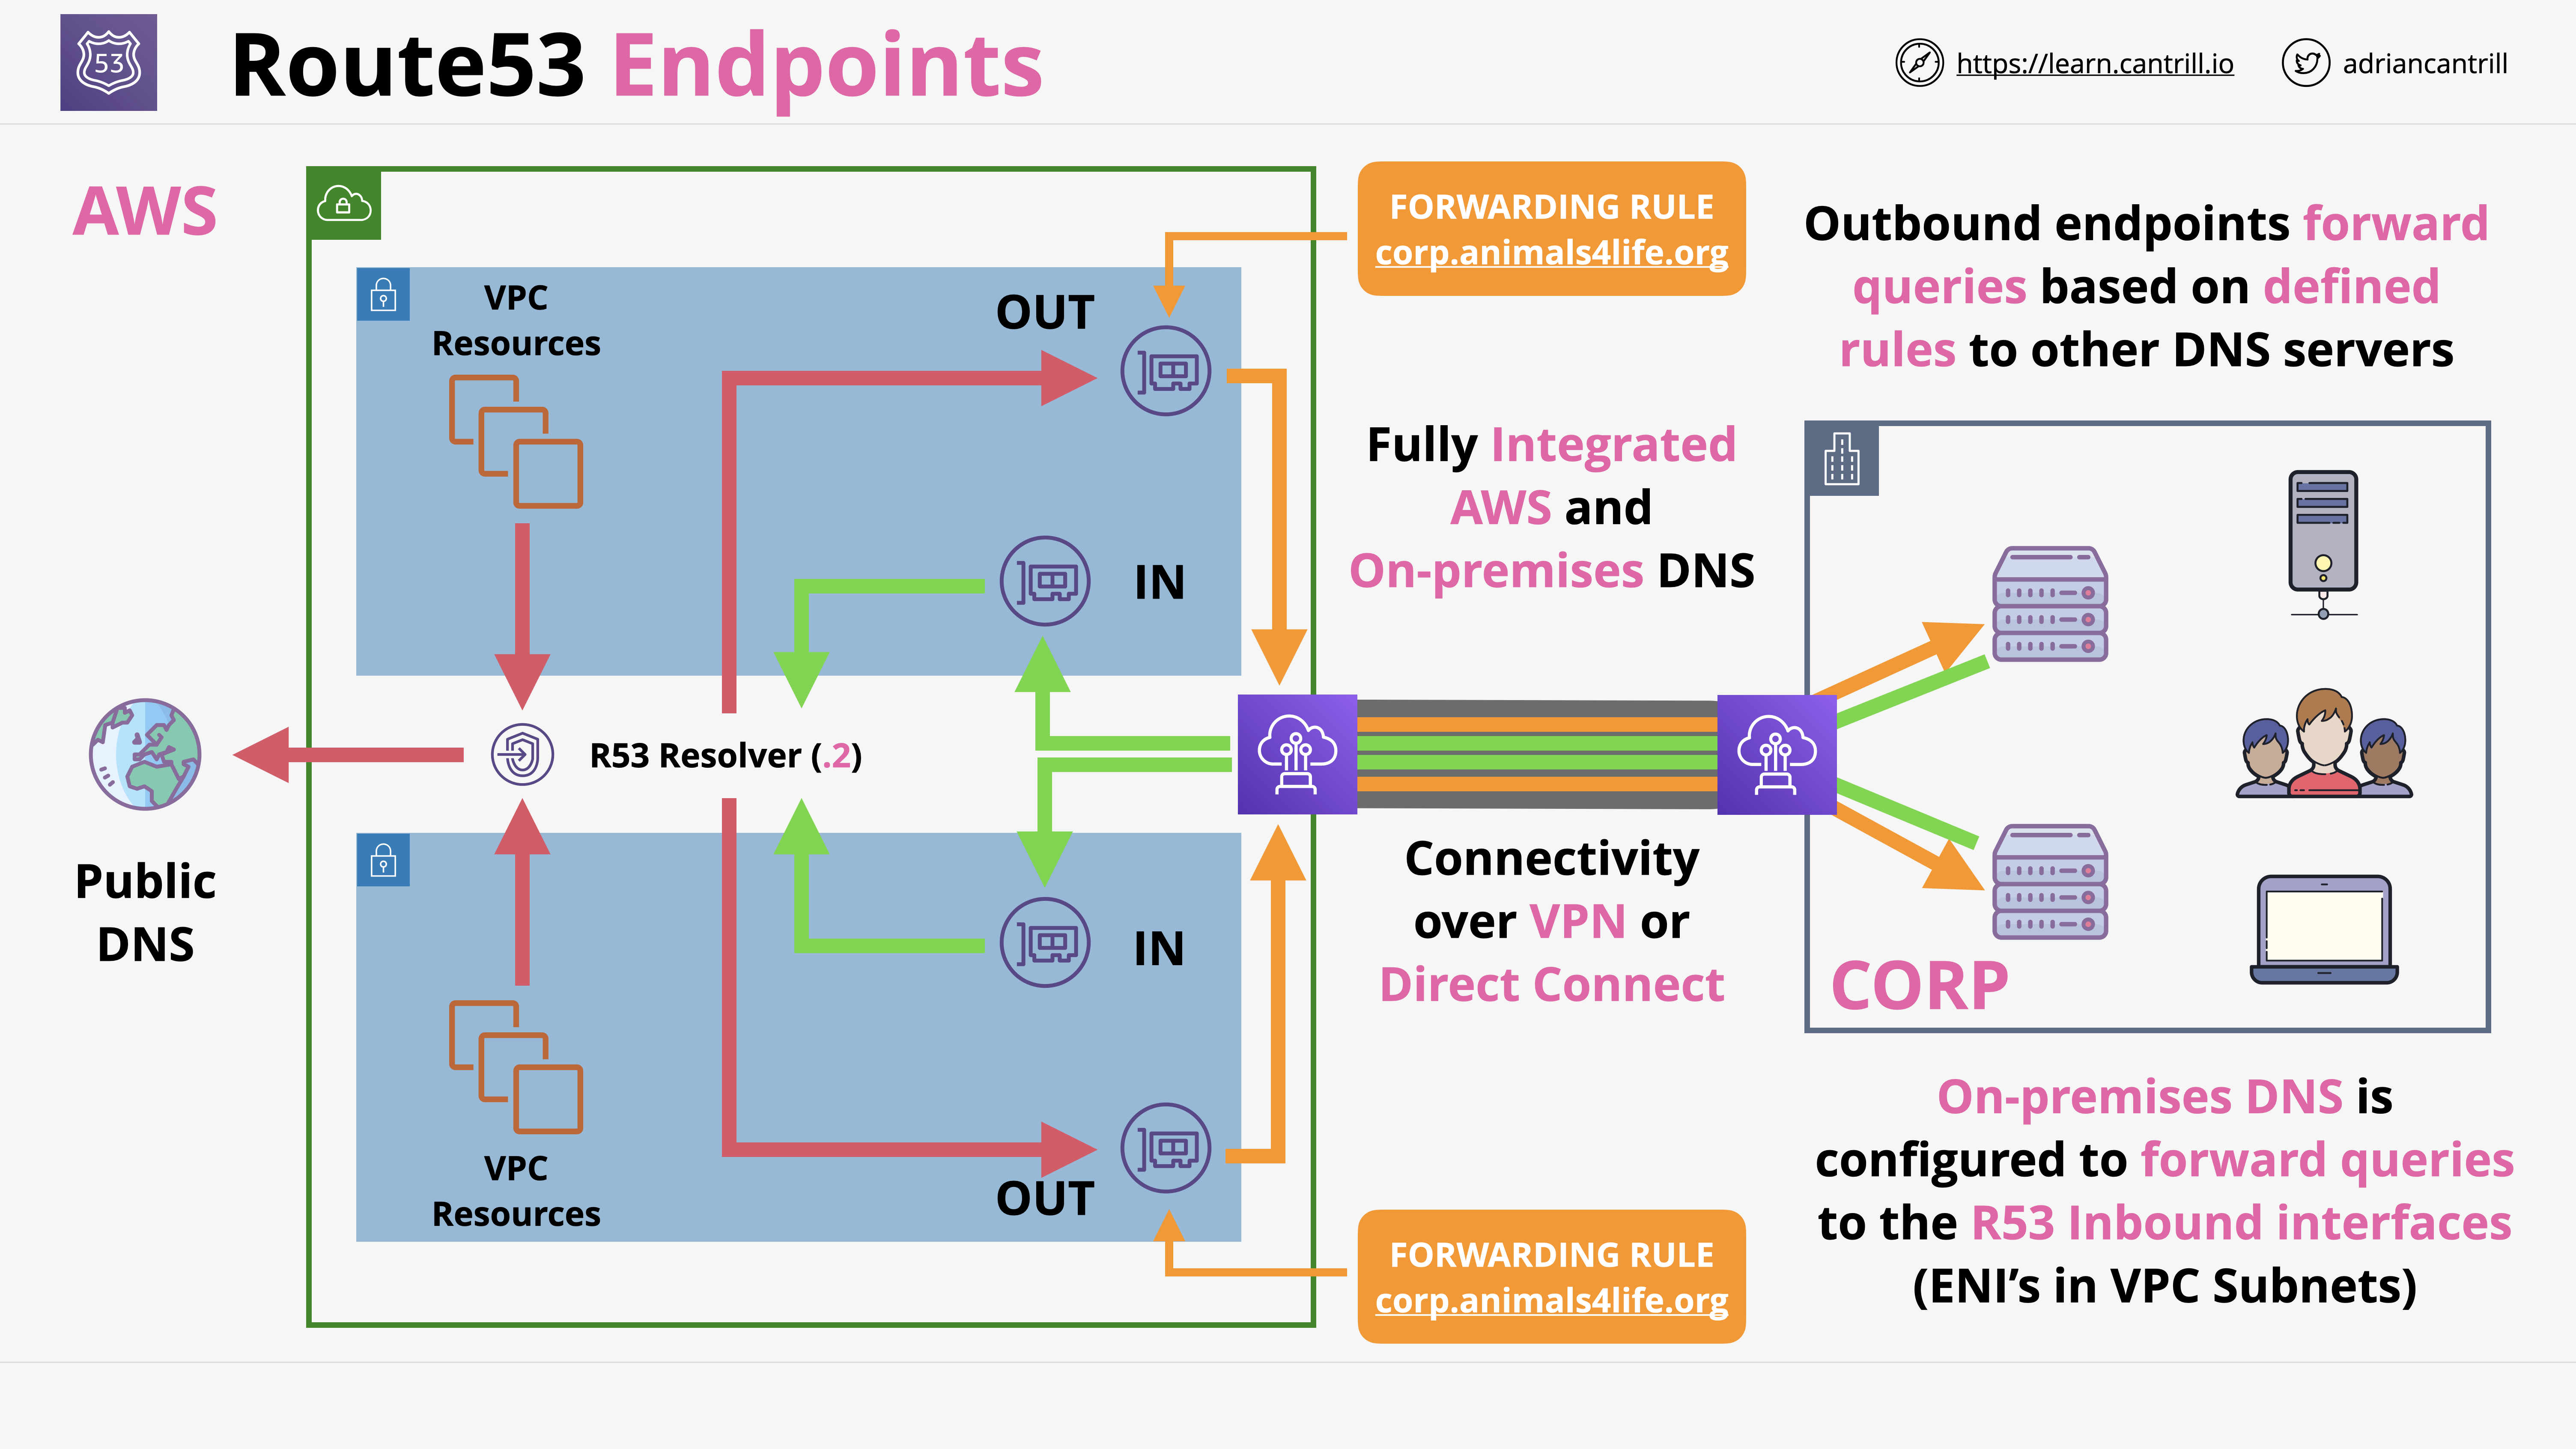 53
Route53 Endpoints
https://learn.cantrill.io
adriancantrill
AWS
FORWARDING RULE
corp.animals4life.org
Outbound endpoints forward
queries based on defined
rules to other DNS servers
VPC
Resources
OUT
Fully Integrated
AWS and
On-premises DNS
IN
R53 Resolver (.2)
Public
DNS
Connectivity
over VPN or
Direct Connect
IN
CORP
VPC
Resources
OUT
On-premises DNS is
configured to forward queries
to the R53 Inbound interfaces
(ENI’s in VPC Subnets)
FORWARDING RULE
corp.animals4life.org